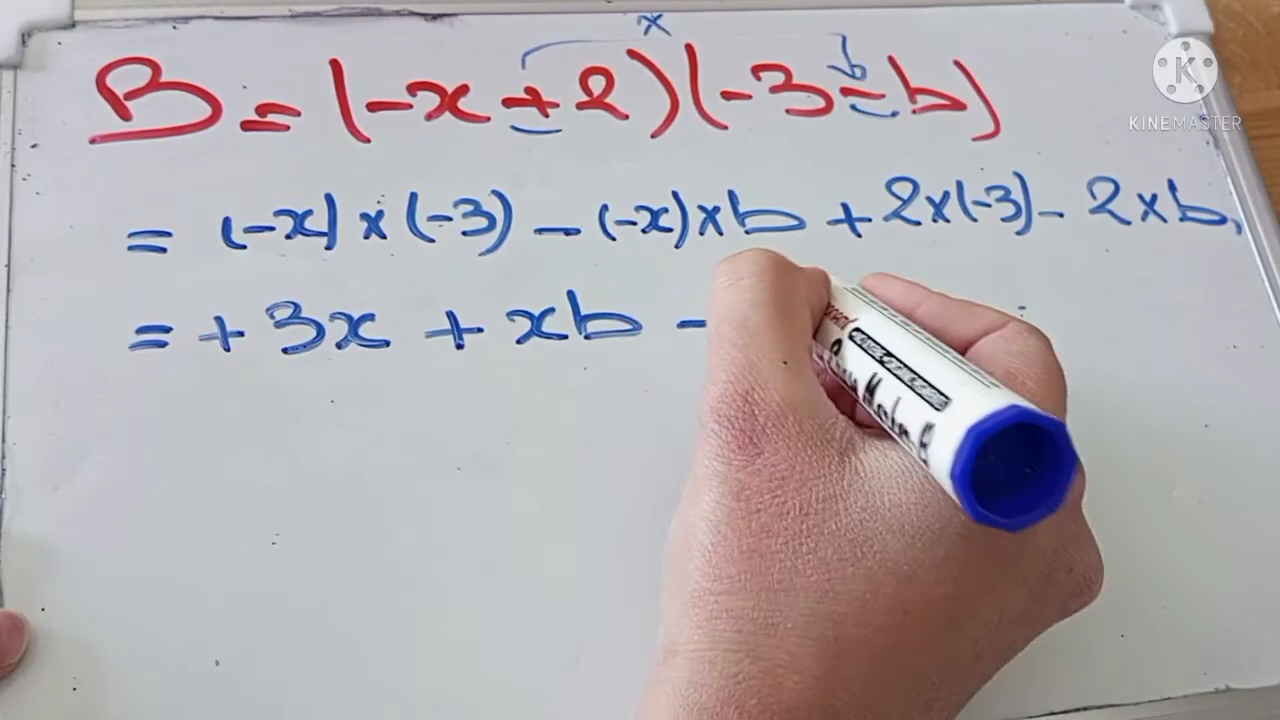 x
b
B = (-x + 2)(-3 - b)
K
KINEMASTER
= (-x) × (-3) - (-x) × b + 2 × (-3) - 2 × b
= + 3x + xb -